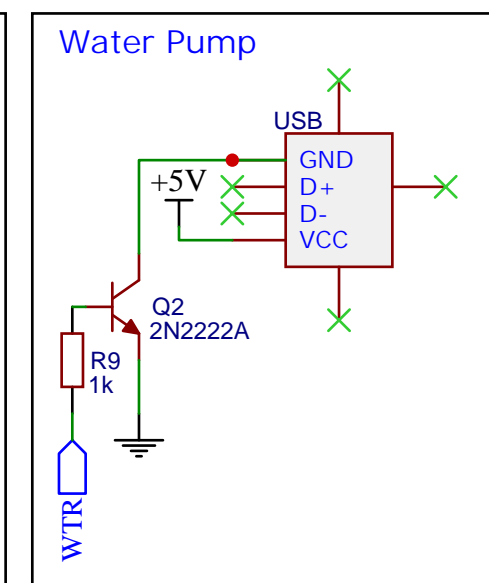 Water Pump
USB
GND
D+
D-
VCC
+5V
Q2
2N2222A
R9
1k
WTR